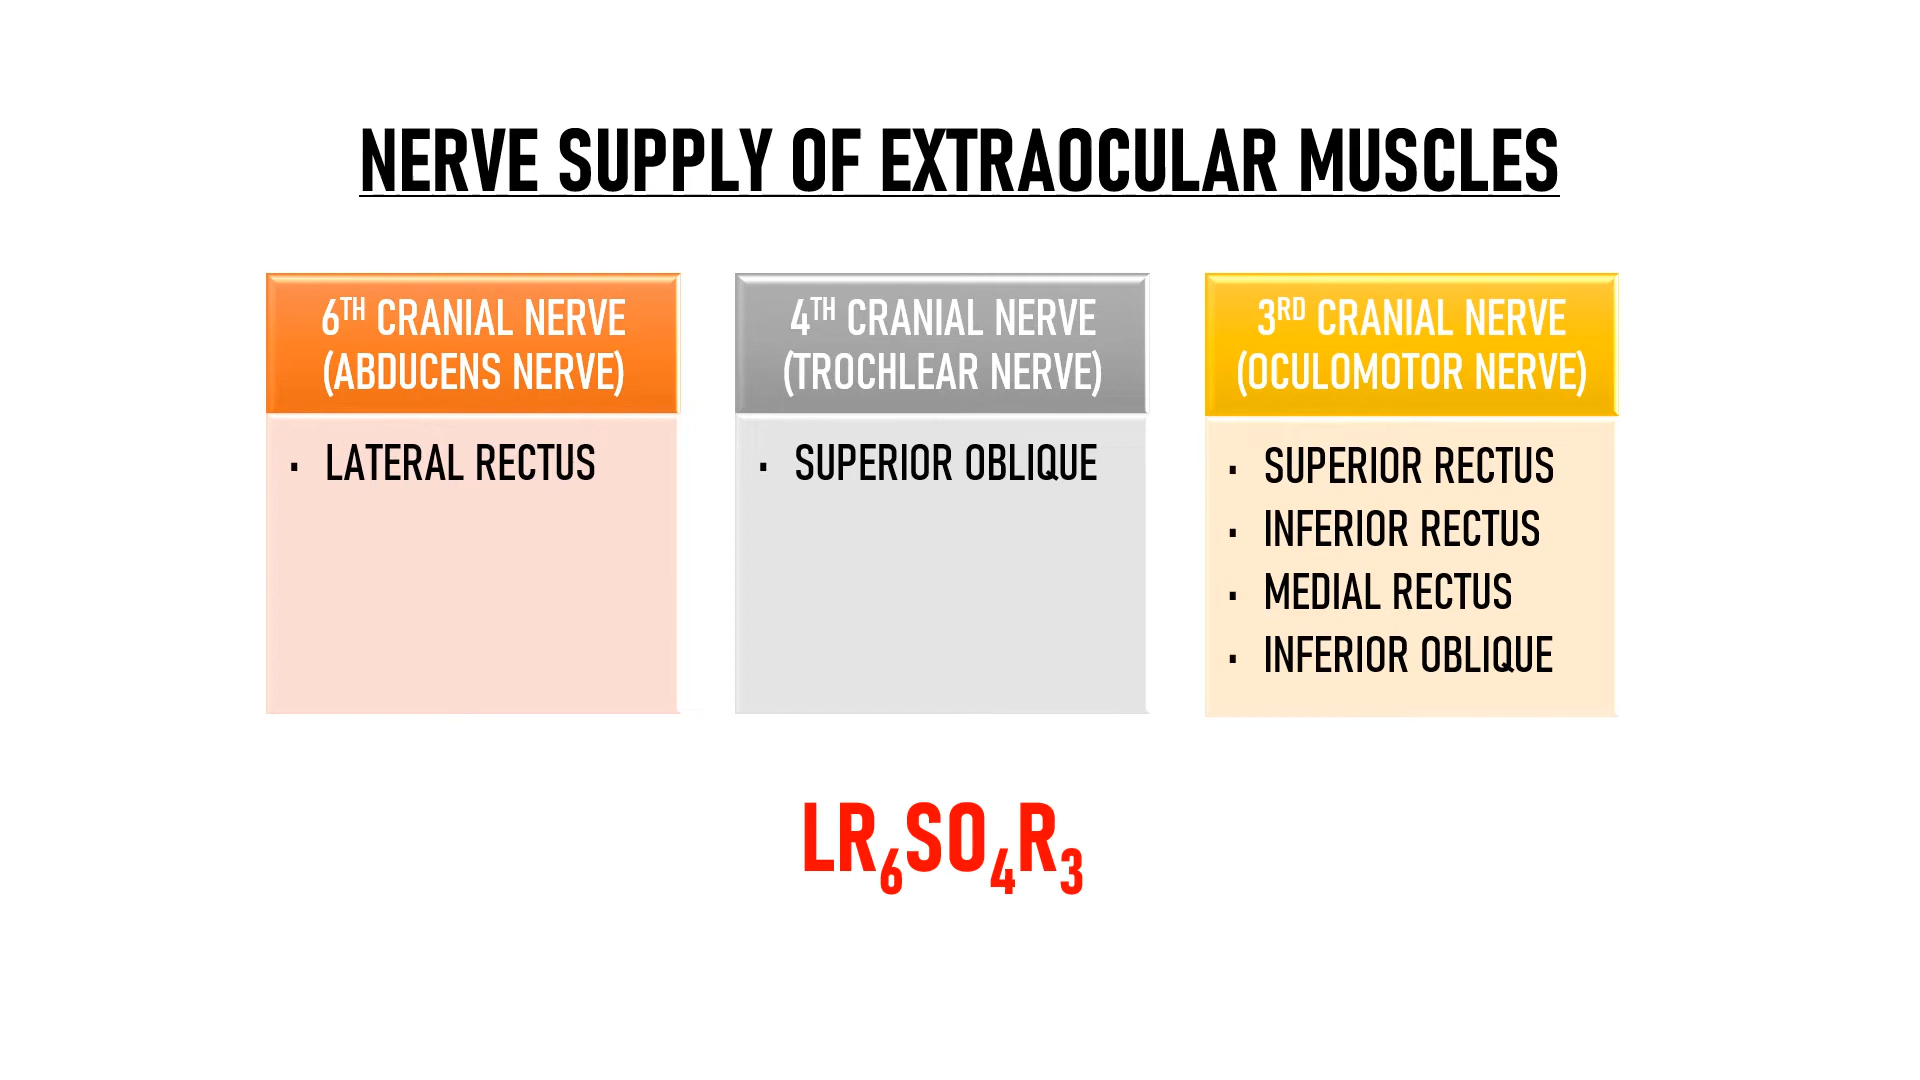 NERVE SUPPLY OF EXTRAOCULAR MUSCLES
6TH CRANIAL NERVE
(ABDUCENS NERVE)
· LATERAL RECTUS
4TH CRANIAL NERVE
(TROCHLEAR NERVE)
· SUPERIOR OBLIQUE
3RD CRANIAL NERVE
(OCULOMOTOR NERVE)
· SUPERIOR RECTUS
· INFERIOR RECTUS
· MEDIAL RECTUS
· INFERIOR OBLIQUE
LR₆SO₄R₃